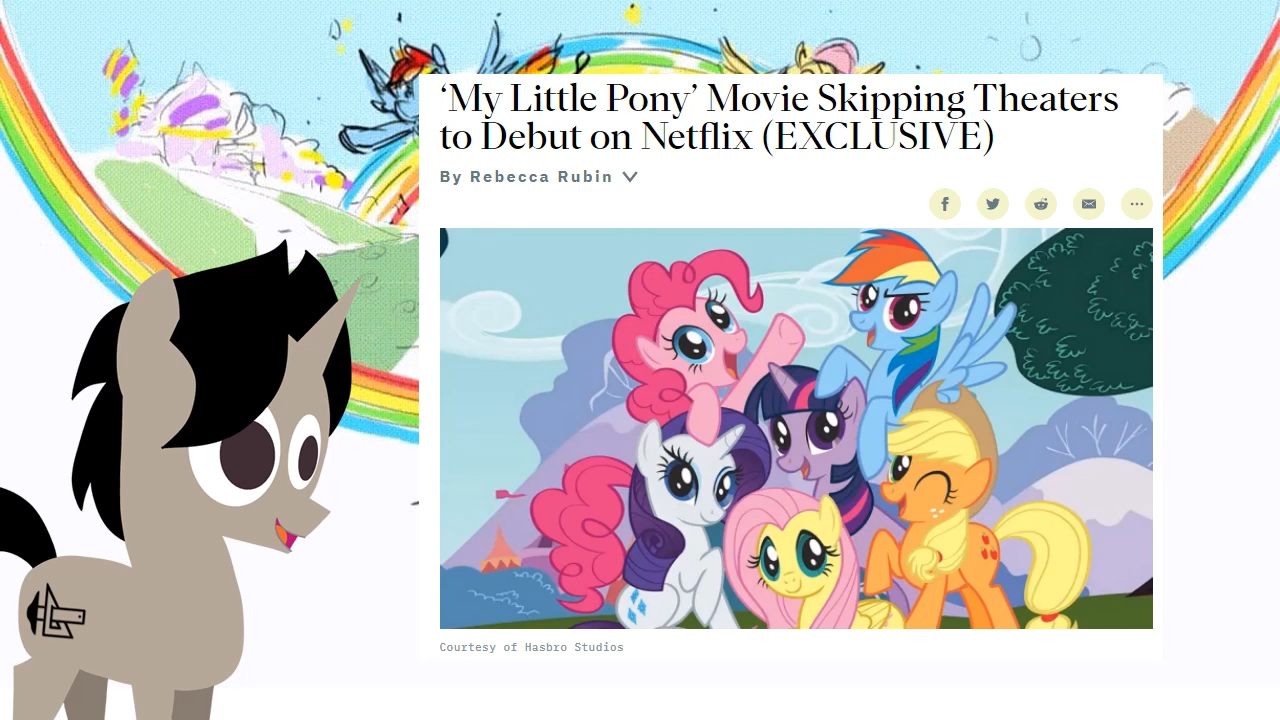 ‘My Little Pony’ Movie Skipping Theaters
to Debut on Netflix (EXCLUSIVE)
By Rebecca Rubin
Courtesy of Hasbro Studios